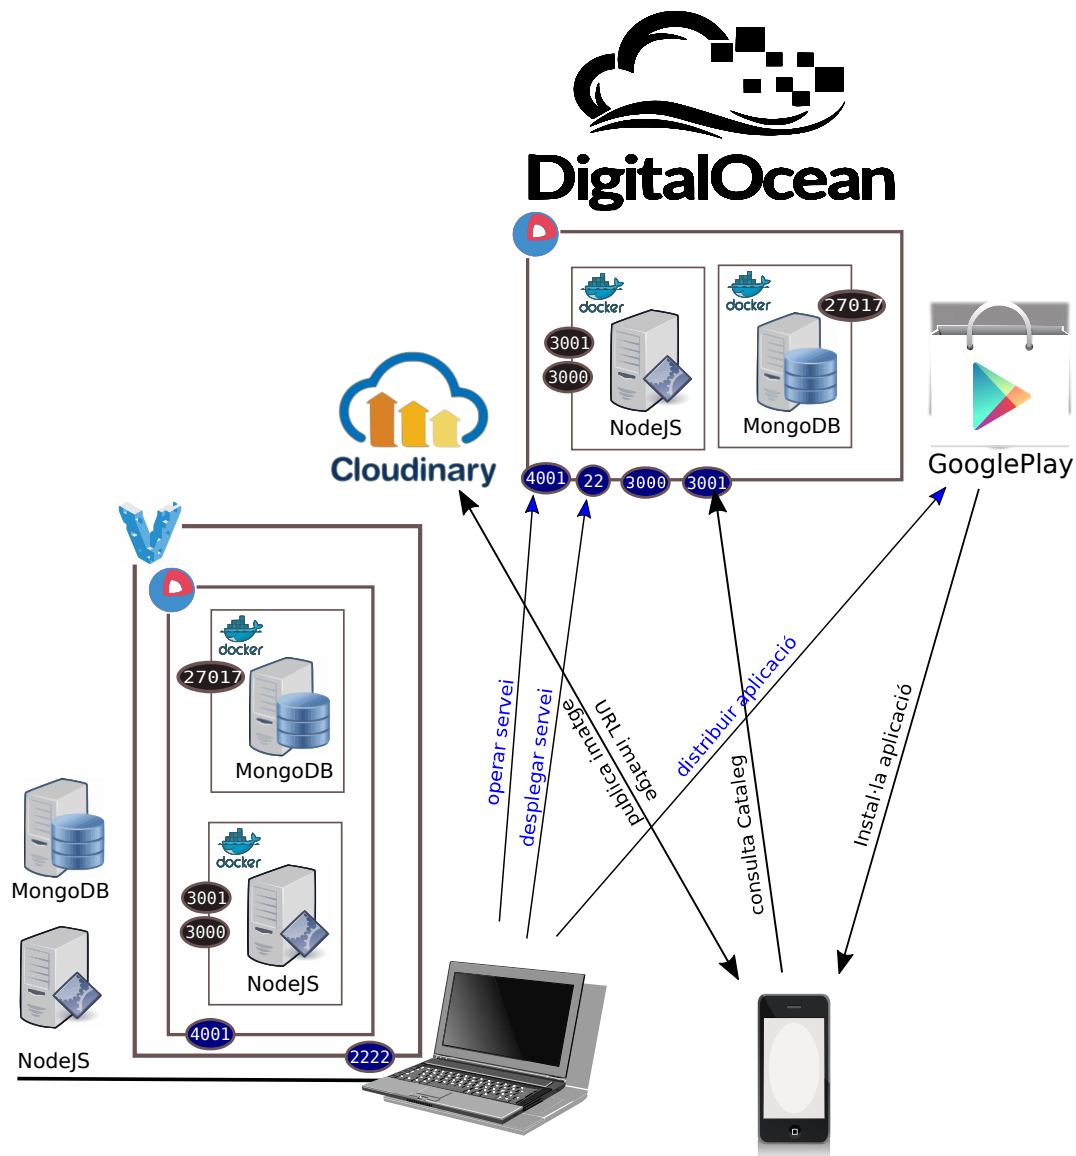 DigitalOcean
docker
3001
3000
NodeJS
docker
27017
MongoDB
4001
22
3000
3001
Cloudinary
GooglePlay
docker
27017
MongoDB
docker
3001
3000
NodeJS
4001
2222
MongoDB
NodeJS
operar servei
desplegar servei
publica imatge
URL imatge
distribuir aplicació
consulta Cataleg
Instal·la aplicació